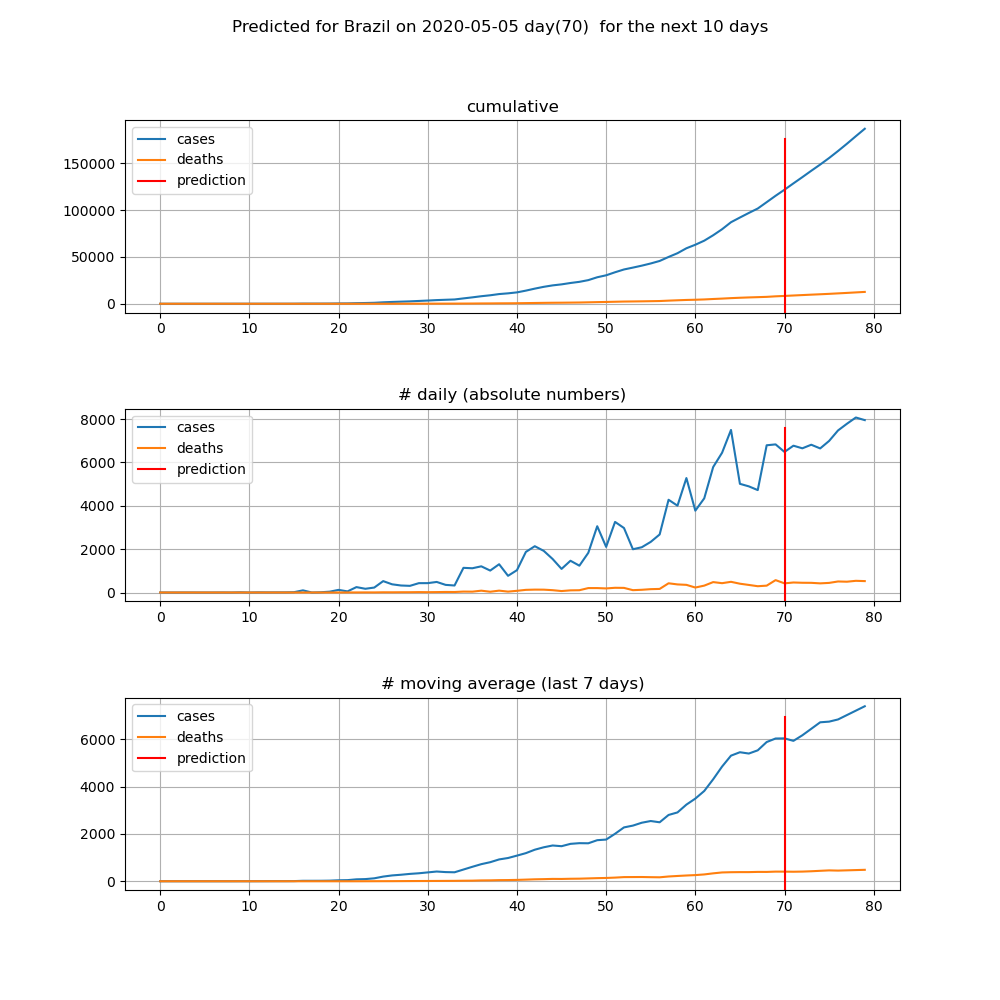 Predicted for Brazil on 2020-05-05 day(70)  for the next 10 days
cumulative
cases
deaths
prediction
150000
100000
50000
0
0 10 20 30 40 50 60 70 80
# daily (absolute numbers)
cases
deaths
prediction
8000
6000
4000
2000
0
0 10 20 30 40 50 60 70 80
# moving average (last 7 days)
cases
deaths
prediction
6000
4000
2000
0
0 10 20 30 40 50 60 70 80